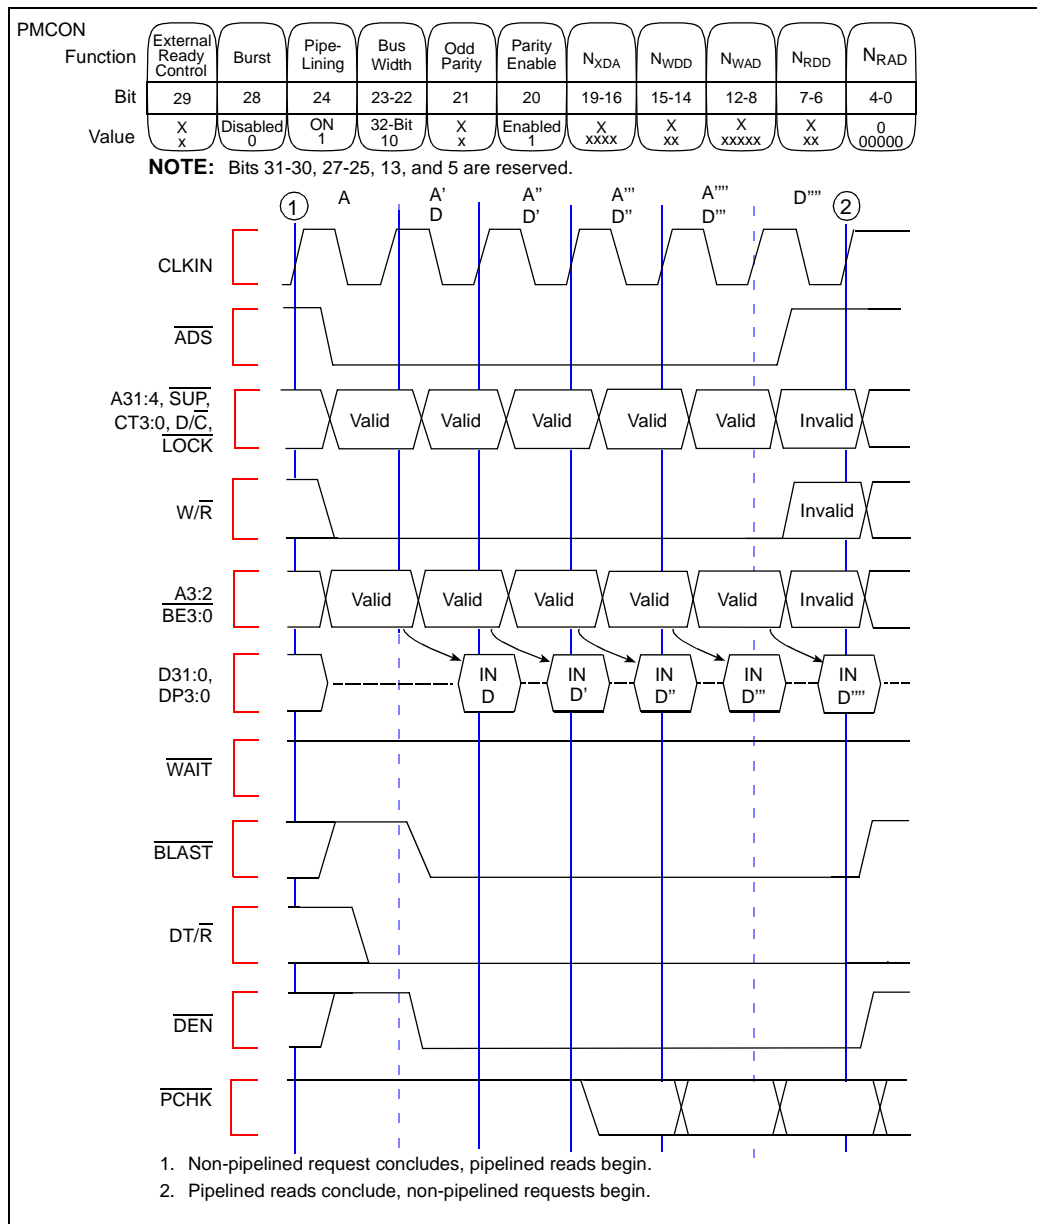 PMCON
Function External Ready Control Burst Pipe-Lining Bus Width Odd Parity Parity Enable NXDA NWDD NWAD NRDD NRAD
Bit 29 28 24 23-22 21 20 19-16 15-14 12-8 7-6 4-0
Value X x Disabled 0 ON 1 32-Bit 10 X x Enabled 1 X xxxx X xx X xxxxx X xx 0 00000
NOTE: Bits 31-30, 27-25, 13, and 5 are reserved.
1 A A' A" A'" A"" D"" 2
D D' D" D'"
CLKIN
ADS
A31:4, SUP,
CT3:0, D/C,
LOCK
Valid Valid Valid Valid Valid Invalid
W/R
Invalid
A3:2
BE3:0
Valid Valid Valid Valid Valid Invalid
D31:0,
DP3:0
IN IN IN IN IN
D D' D" D'" D""
WAIT
BLAST
DT/R
DEN
PCHK
1. Non-pipelined request concludes, pipelined reads begin.
2. Pipelined reads conclude, non-pipelined requests begin.